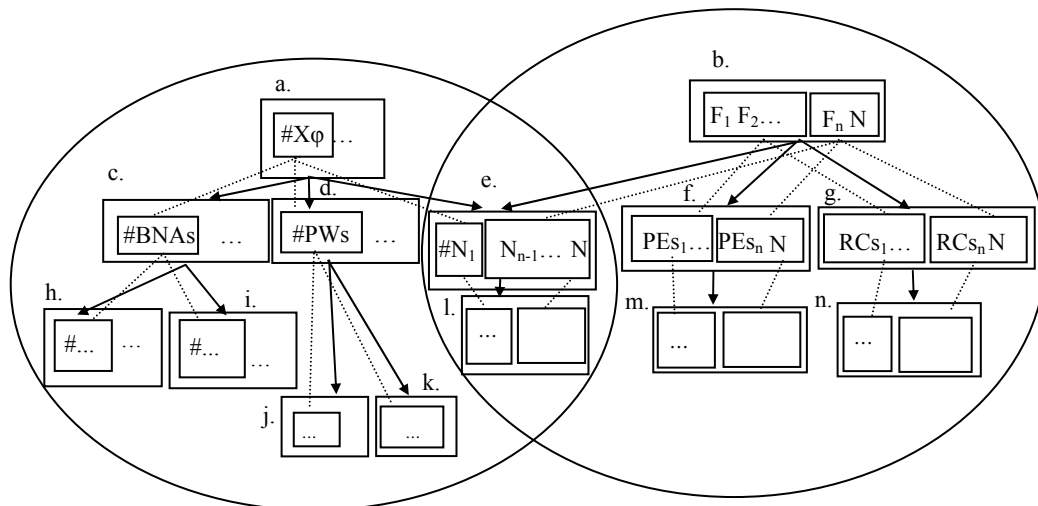 b.
a.
F₁ F₂… Fₙ N
#Xφ …
c. d. e. f. g.
#BNAs … #PWs … #N₁ Nₙ₋₁… N PEs₁… PEsₙ N RCs₁… RCsₙ N
h. i. l. m. n.
#... … #... … ... ... ...
j. k.
... ...